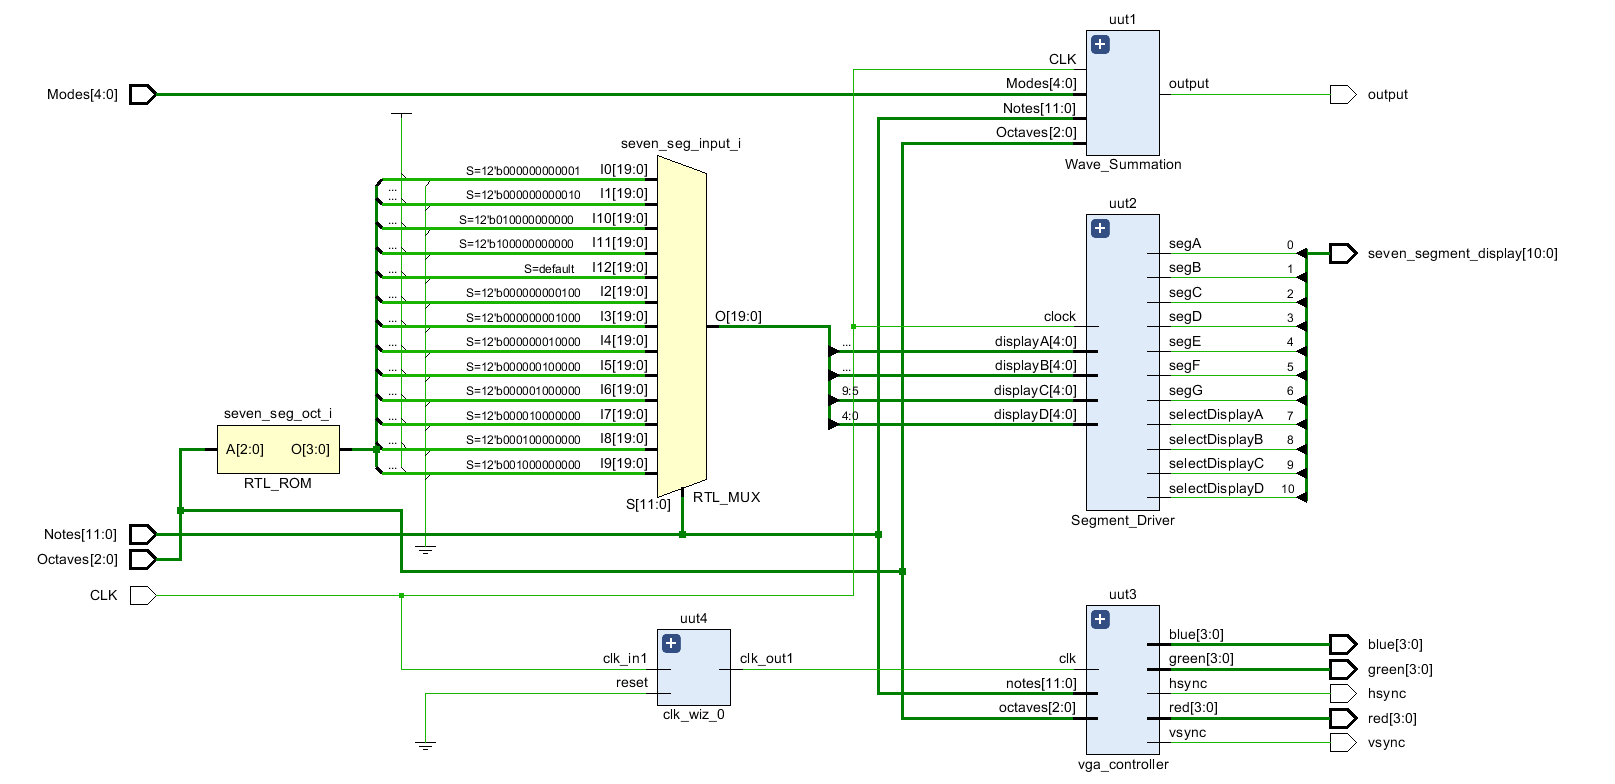 uut1
CLK
Modes[4:0]
Modes[4:0]
Notes[11:0]
Octaves[2:0]
output
output
Wave_Summation
seven_seg_input_i
S=12'b000000000001
I0[19:0]
...
S=12'b000000000010
I1[19:0]
...
S=12'b010000000000
I10[19:0]
...
S=12'b100000000000
I11[19:0]
...
S=default
I12[19:0]
...
S=12'b000000000100
I2[19:0]
...
S=12'b000000001000
I3[19:0]
...
S=12'b000000010000
I4[19:0]
...
S=12'b000000100000
I5[19:0]
...
S=12'b000001000000
I6[19:0]
...
S=12'b000010000000
I7[19:0]
...
S=12'b000100000000
I8[19:0]
...
S=12'b001000000000
I9[19:0]
...
O[19:0]
S[11:0]
RTL_MUX
seven_seg_oct_i
A[2:0]
O[3:0]
RTL_ROM
Notes[11:0]
Octaves[2:0]
CLK
uut2
clock
...
displayA[4:0]
...
displayB[4:0]
9:5
displayC[4:0]
4:0
displayD[4:0]
segA
0
segB
1
segC
2
segD
3
segE
4
segF
5
segG
6
selectDisplayA
7
selectDisplayB
8
selectDisplayC
9
selectDisplayD
10
seven_segment_display[10:0]
Segment_Driver
uut4
clk_in1
reset
clk_out1
clk_wiz_0
uut3
clk
notes[11:0]
octaves[2:0]
blue[3:0]
green[3:0]
hsync
red[3:0]
vsync
blue[3:0]
green[3:0]
hsync
red[3:0]
vsync
vga_controller